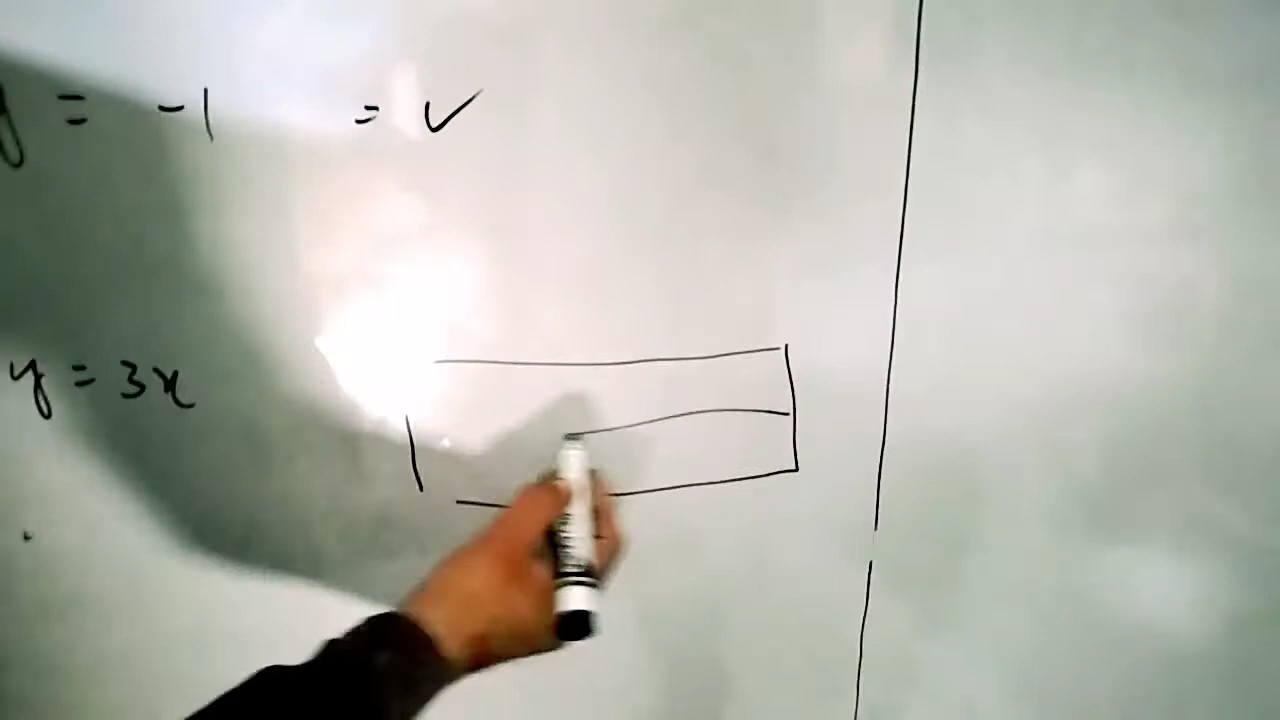 y = -1 = ✓
y = 3x